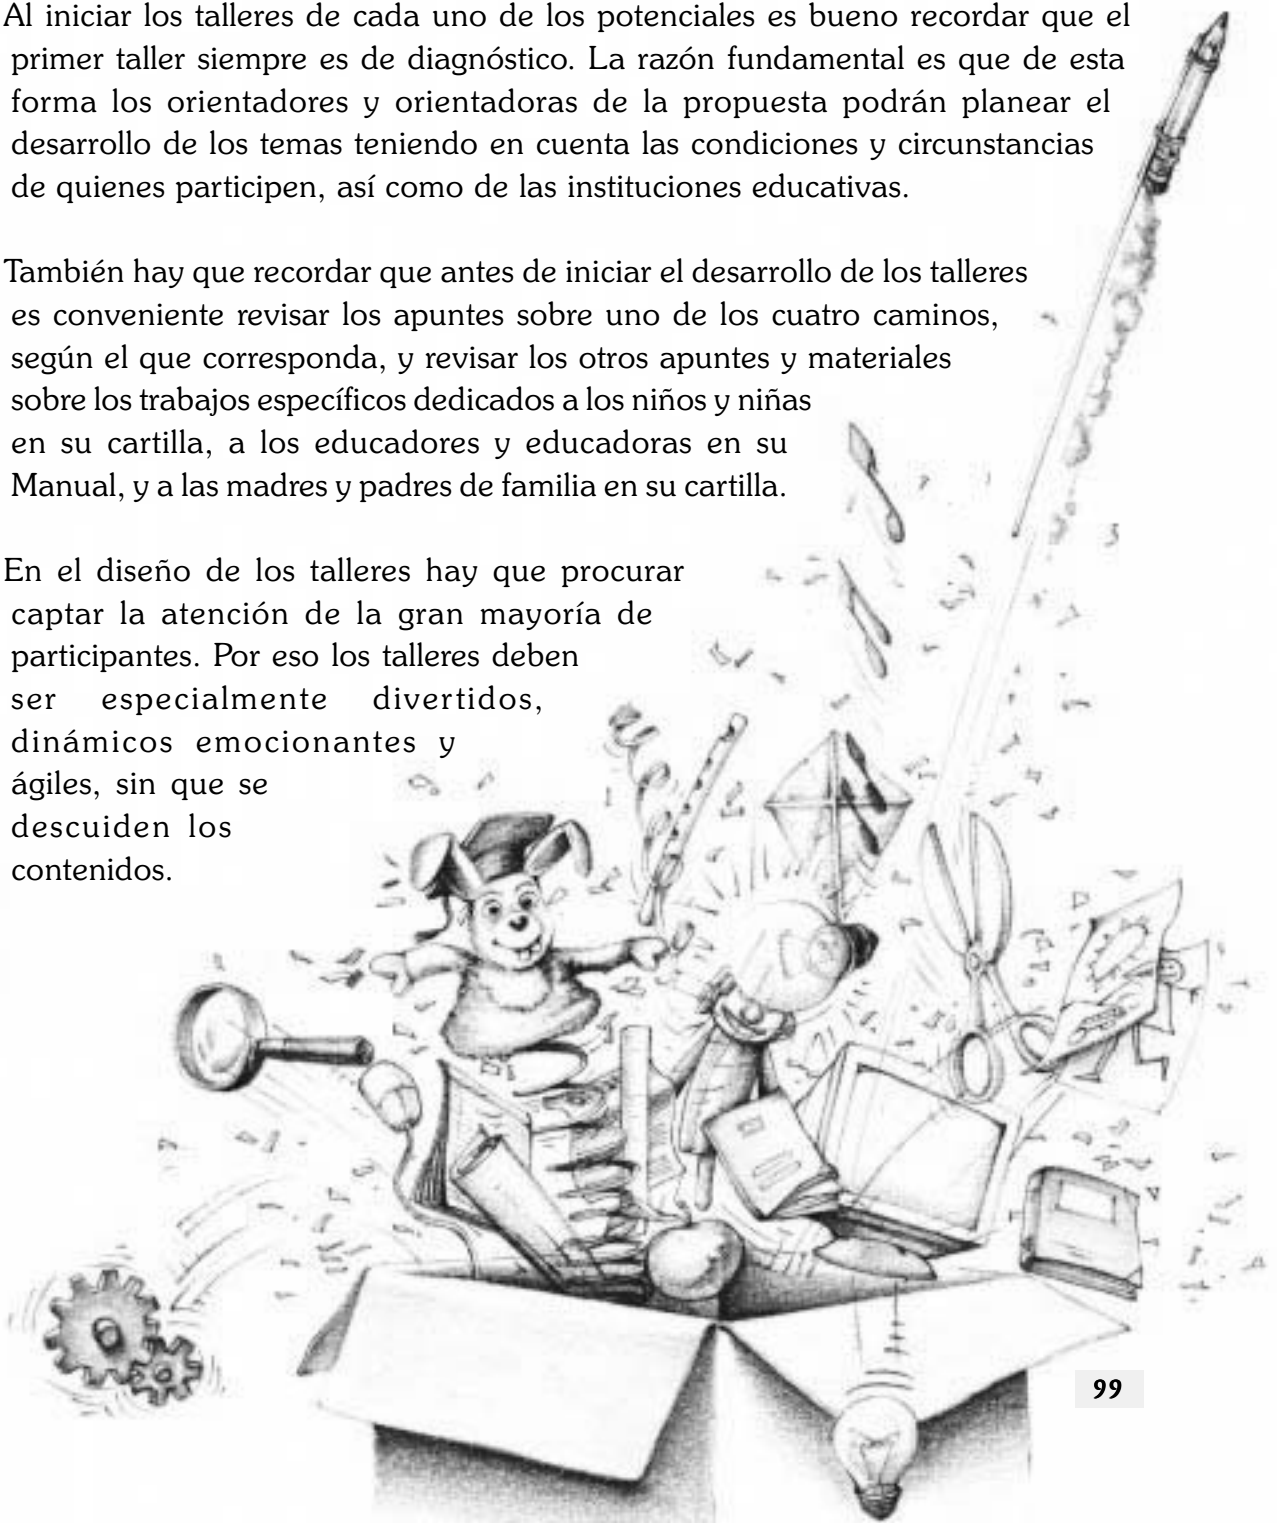 Al iniciar los talleres de cada uno de los potenciales es bueno recordar que el
primer taller siempre es de diagnóstico. La razón fundamental es que de esta
forma los orientadores y orientadoras de la propuesta podrán planear el
desarrollo de los temas teniendo en cuenta las condiciones y circunstancias
de quienes participen, así como de las instituciones educativas.
También hay que recordar que antes de iniciar el desarrollo de los talleres
es conveniente revisar los apuntes sobre uno de los cuatro caminos,
según el que corresponda, y revisar los otros apuntes y materiales
sobre los trabajos específicos dedicados a los niños y niñas
en su cartilla, a los educadores y educadoras en su
Manual, y a las madres y padres de familia en su cartilla.
En el diseño de los talleres hay que procurar
captar la atención de la gran mayoría de
participantes. Por eso los talleres deben
ser especialmente divertidos,
dinámicos emocionantes y
ágiles, sin que se
descuiden los
contenidos.
99